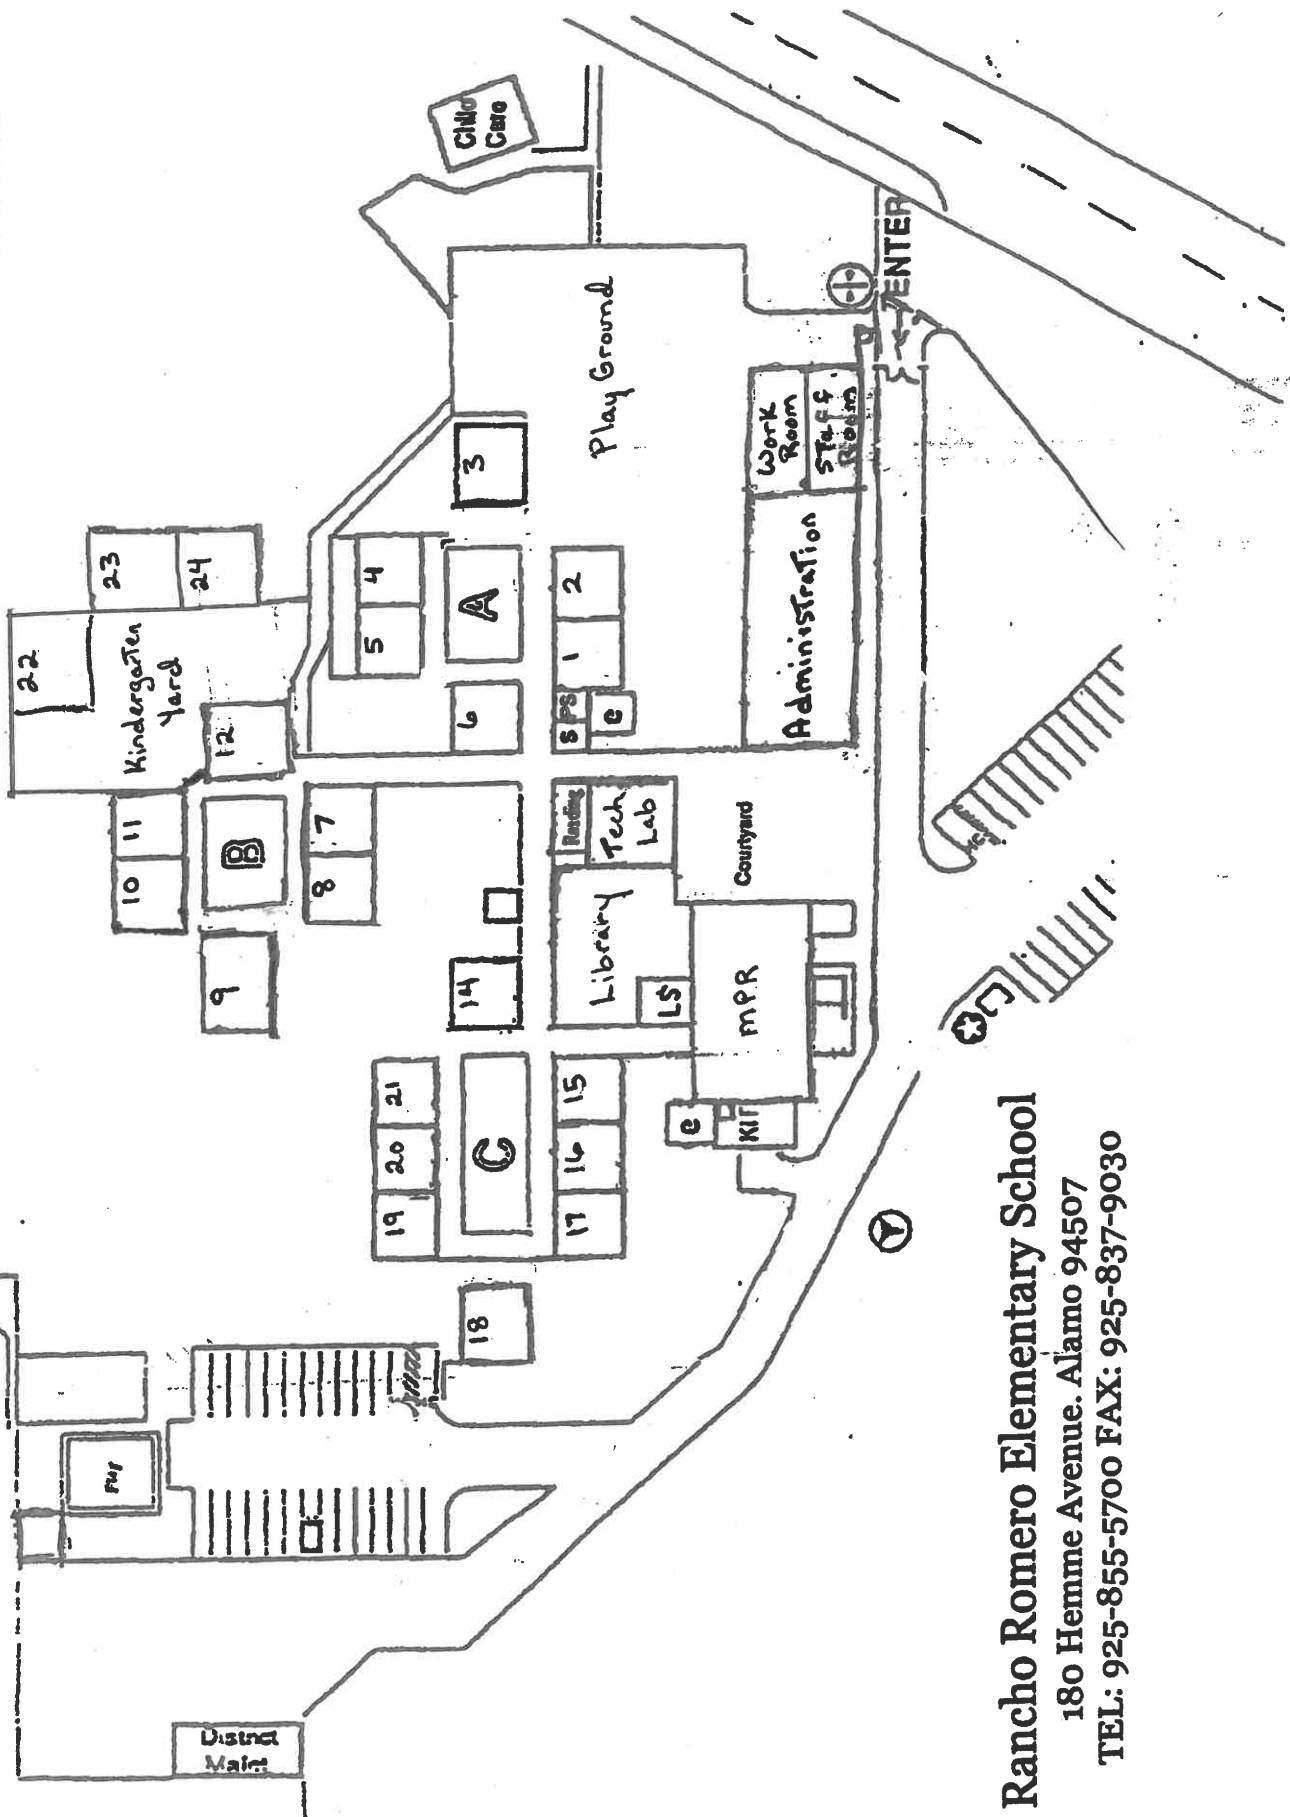 Child
Care
Play Ground
ENTER
Work
Room
Staff
Room
Administration
3
4
5
A
2
1
PS
S
e
6
23
24
22
Kindergarten
Yard
12
11
10
B
7
8
9
Reading
Tech
Lab
Courtyard
Library
LS
MPR
14
21
20
19
C
15
16
17
e
KIT
18
District
Maint
Rancho Romero Elementary School
180 Hemme Avenue. Alamo 94507
TEL: 925-855-5700 FAX: 925-837-9030